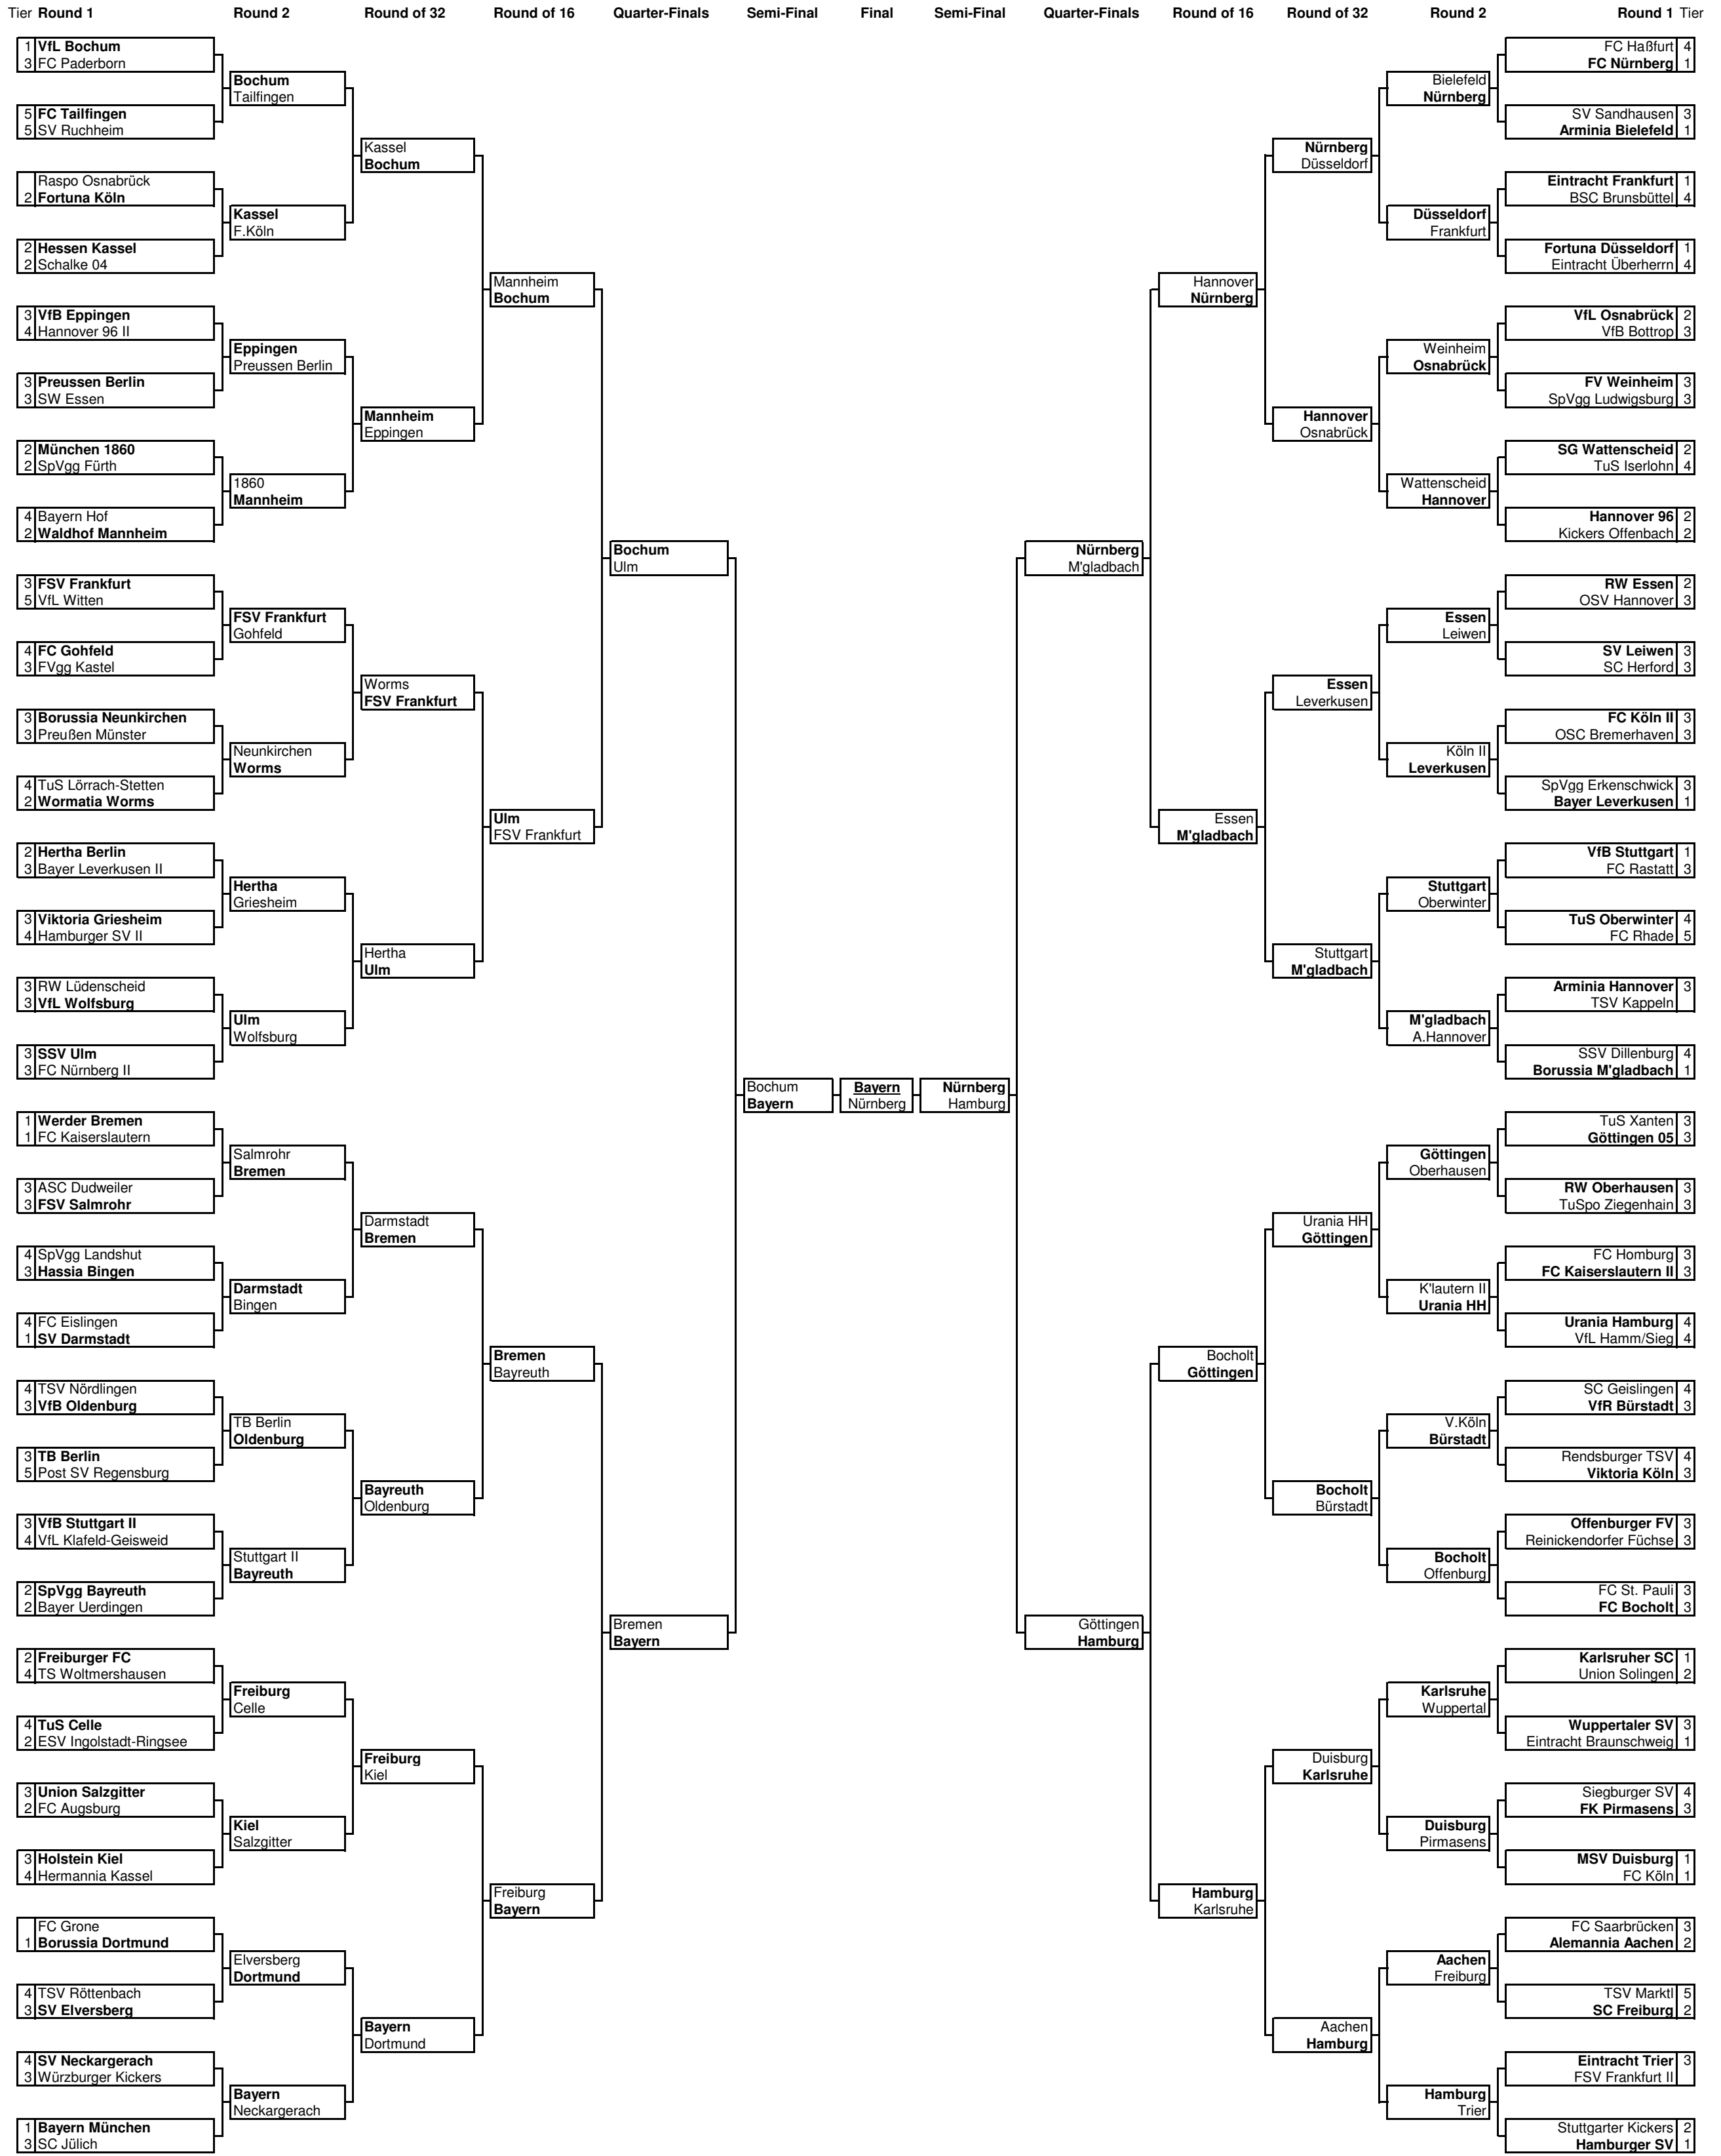 Tier Round 1 Round 2 Round of 32 Round of 16 Quarter-Finals Semi-Final Final Semi-Final Quarter-Finals Round of 16 Round of 32 Round 2 Round 1 Tier
1 VfL Bochum
3 FC Paderborn
5 FC Tailfingen
5 SV Ruchheim
Raspo Osnabrück
2 Fortuna Köln
2 Hessen Kassel
2 Schalke 04
3 VfB Eppingen
4 Hannover 96 II
3 Preussen Berlin
3 SW Essen
2 München 1860
2 SpVgg Fürth
4 Bayern Hof
2 Waldhof Mannheim
3 FSV Frankfurt
5 VfL Witten
4 FC Gohfeld
3 FVgg Kastel
3 Borussia Neunkirchen
3 Preußen Münster
4 TuS Lörrach-Stetten
2 Wormatia Worms
2 Hertha Berlin
3 Bayer Leverkusen II
3 Viktoria Griesheim
4 Hamburger SV II
3 RW Lüdenscheid
3 VfL Wolfsburg
3 SSV Ulm
3 FC Nürnberg II
1 Werder Bremen
1 FC Kaiserslautern
3 ASC Dudweiler
3 FSV Salmrohr
4 SpVgg Landshut
3 Hassia Bingen
4 FC Eislingen
1 SV Darmstadt
4 TSV Nördlingen
3 VfB Oldenburg
3 TB Berlin
5 Post SV Regensburg
3 VfB Stuttgart II
4 VfL Klafeld-Geisweid
2 SpVgg Bayreuth
2 Bayer Uerdingen
2 Freiburger FC
4 TS Woltmershausen
4 TuS Celle
2 ESV Ingolstadt-Ringsee
3 Union Salzgitter
2 FC Augsburg
3 Holstein Kiel
4 Hermannia Kassel
FC Grone
1 Borussia Dortmund
4 TSV Röttenbach
3 SV Elversberg
4 SV Neckargerach
3 Würzburger Kickers
1 Bayern München
3 SC Jülich
Bochum
Tailfingen
Kassel
F.Köln
Eppingen
Preussen Berlin
1860
Mannheim
FSV Frankfurt
Gohfeld
Neunkirchen
Worms
Hertha
Griesheim
Ulm
Wolfsburg
Salmrohr
Bremen
Darmstadt
Bingen
TB Berlin
Oldenburg
Stuttgart II
Bayreuth
Freiburg
Celle
Kiel
Salzgitter
Elversberg
Dortmund
Bayern
Neckargerach
Kassel
Bochum
Mannheim
Eppingen
Worms
FSV Frankfurt
Hertha
Ulm
Darmstadt
Bremen
Bayreuth
Oldenburg
Freiburg
Kiel
Bayern
Dortmund
Mannheim
Bochum
Ulm
FSV Frankfurt
Bremen
Bayreuth
Freiburg
Bayern
Bochum
Ulm
Bremen
Bayern
Bochum
Bayern
Bayern
Nürnberg
Nürnberg
Hamburg
Nürnberg
M'gladbach
Göttingen
Hamburg
Hannover
Nürnberg
Essen
M'gladbach
Bocholt
Göttingen
Hamburg
Karlsruhe
Nürnberg
Düsseldorf
Hannover
Osnabrück
Essen
Leverkusen
Stuttgart
M'gladbach
Urania HH
Göttingen
Bocholt
Bürstadt
Duisburg
Karlsruhe
Aachen
Hamburg
Bielefeld
Nürnberg
Düsseldorf
Frankfurt
Weinheim
Osnabrück
Wattenscheid
Hannover
Essen
Leiwen
Köln II
Leverkusen
Stuttgart
Oberwinter
M'gladbach
A.Hannover
Göttingen
Oberhausen
K'lautern II
Urania HH
V.Köln
Bürstadt
Bocholt
Offenburg
Karlsruhe
Wuppertal
Duisburg
Pirmasens
Aachen
Freiburg
Hamburg
Trier
FC Haßfurt 4
FC Nürnberg 1
SV Sandhausen 3
Arminia Bielefeld 1
Eintracht Frankfurt 1
BSC Brunsbüttel 4
Fortuna Düsseldorf 1
Eintracht Überherrn 4
VfL Osnabrück 2
VfB Bottrop 3
FV Weinheim 3
SpVgg Ludwigsburg 3
SG Wattenscheid 2
TuS Iserlohn 4
Hannover 96 2
Kickers Offenbach 2
RW Essen 2
OSV Hannover 3
SV Leiwen 3
SC Herford 3
FC Köln II 3
OSC Bremerhaven 3
SpVgg Erkenschwick 3
Bayer Leverkusen 1
VfB Stuttgart 1
FC Rastatt 3
TuS Oberwinter 4
FC Rhade 5
Arminia Hannover 3
TSV Kappeln
SSV Dillenburg 4
Borussia M'gladbach 1
TuS Xanten 3
Göttingen 05 3
RW Oberhausen 3
TuSpo Ziegenhain 3
FC Homburg 3
FC Kaiserslautern II 3
Urania Hamburg 4
VfL Hamm/Sieg 4
SC Geislingen 4
VfR Bürstadt 3
Rendsburger TSV 4
Viktoria Köln 3
Offenburger FV 3
Reinickendorfer Füchse 3
FC St. Pauli 3
FC Bocholt 3
Karlsruher SC 1
Union Solingen 2
Wuppertaler SV 3
Eintracht Braunschweig 1
Siegburger SV 4
FK Pirmasens 3
MSV Duisburg 1
FC Köln 1
FC Saarbrücken 3
Alemannia Aachen 2
TSV Marktl 5
SC Freiburg 2
Eintracht Trier 3
FSV Frankfurt II
Stuttgarter Kickers 2
Hamburger SV 1